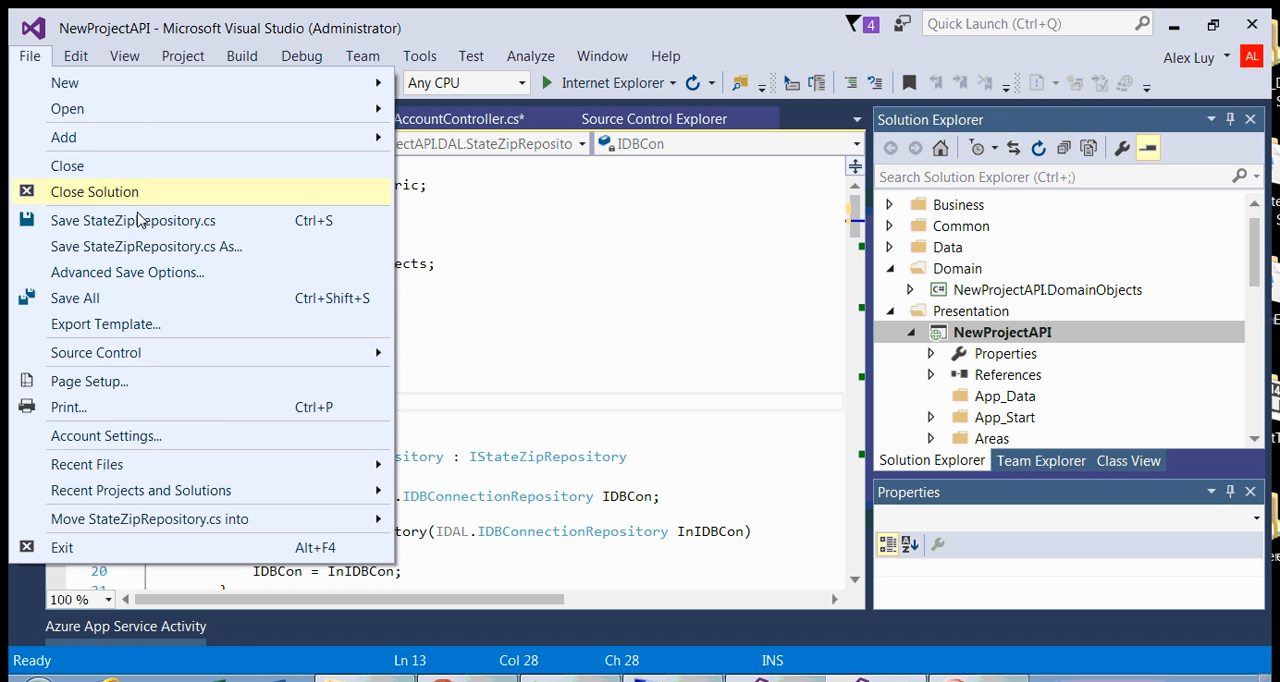 NewProjectAPI - Microsoft Visual Studio (Administrator)
4
Quick Launch (Ctrl+Q)
File Edit View Project Build Debug Team Tools Test Analyze Window Help
Alex Luy
AL
Any CPU
Internet Explorer
New
Open
Add
Close
Close Solution
Save StateZipRepository.cs Ctrl+S
Save StateZipRepository.cs As...
Advanced Save Options...
Save All Ctrl+Shift+S
Export Template...
Source Control
Page Setup...
Print... Ctrl+P
Account Settings...
Recent Files
Recent Projects and Solutions
Move StateZipRepository.cs into
Exit Alt+F4
AccountController.cs* Source Control Explorer
ectAPI.DAL.StateZipReposito IDBCon
ric;
ects;
sitory : IStateZipRepository
.IDBConnectionRepository IDBCon;
tory(IDAL.IDBConnectionRepository InIDBCon)
20 IDBCon = InIDBCon;
}
100 %
Solution Explorer
Search Solution Explorer (Ctrl+;)
Business
Common
Data
Domain
C# NewProjectAPI.DomainObjects
Presentation
NewProjectAPI
Properties
References
App_Data
App_Start
Areas
Solution Explorer Team Explorer Class View
Properties
Azure App Service Activity
Ready Ln 13 Col 28 Ch 28 INS